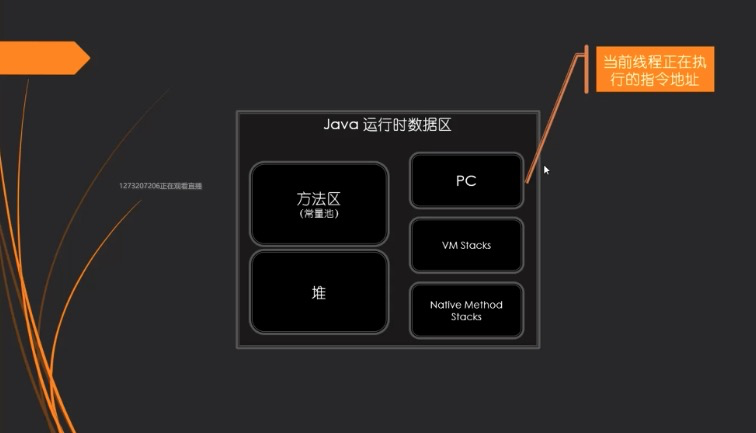 当前线程正在执
行的指令地址
Java 运行时数据区
方法区
(常量池)
堆
PC
VM Stacks
Native Method
Stacks
1273207206正在观看直播